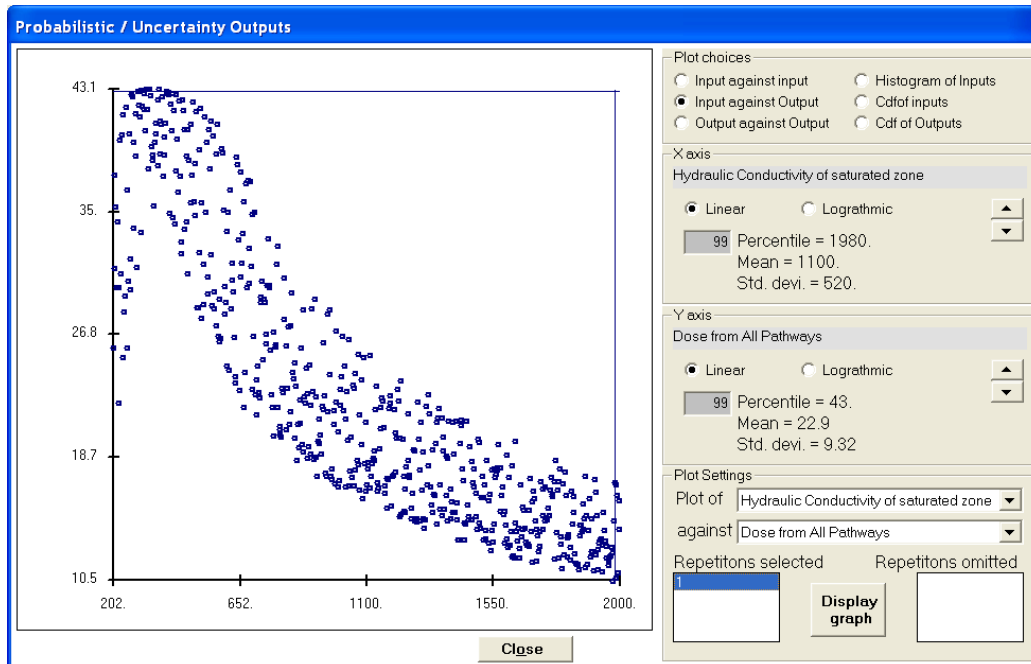 Probabilistic / Uncertainty Outputs
43.1
35.
26.8
18.7
10.5
202.
652.
1100.
1550.
2000.
Close
Plot choices
Input against input
Histogram of Inputs
Input against Output
Cdfof inputs
Output against Output
Cdf of Outputs
X axis
Hydraulic Conductivity of saturated zone
Linear
Lograthmic
99 Percentile = 1980.
Mean = 1100.
Std. devi. = 520.
Y axis
Dose from All Pathways
Linear
Lograthmic
99 Percentile = 43.
Mean = 22.9
Std. devi. = 9.32
Plot Settings
Plot of Hydraulic Conductivity of saturated zone
against Dose from All Pathways
Repetitons selected
Repetitons omitted
1
Display
graph